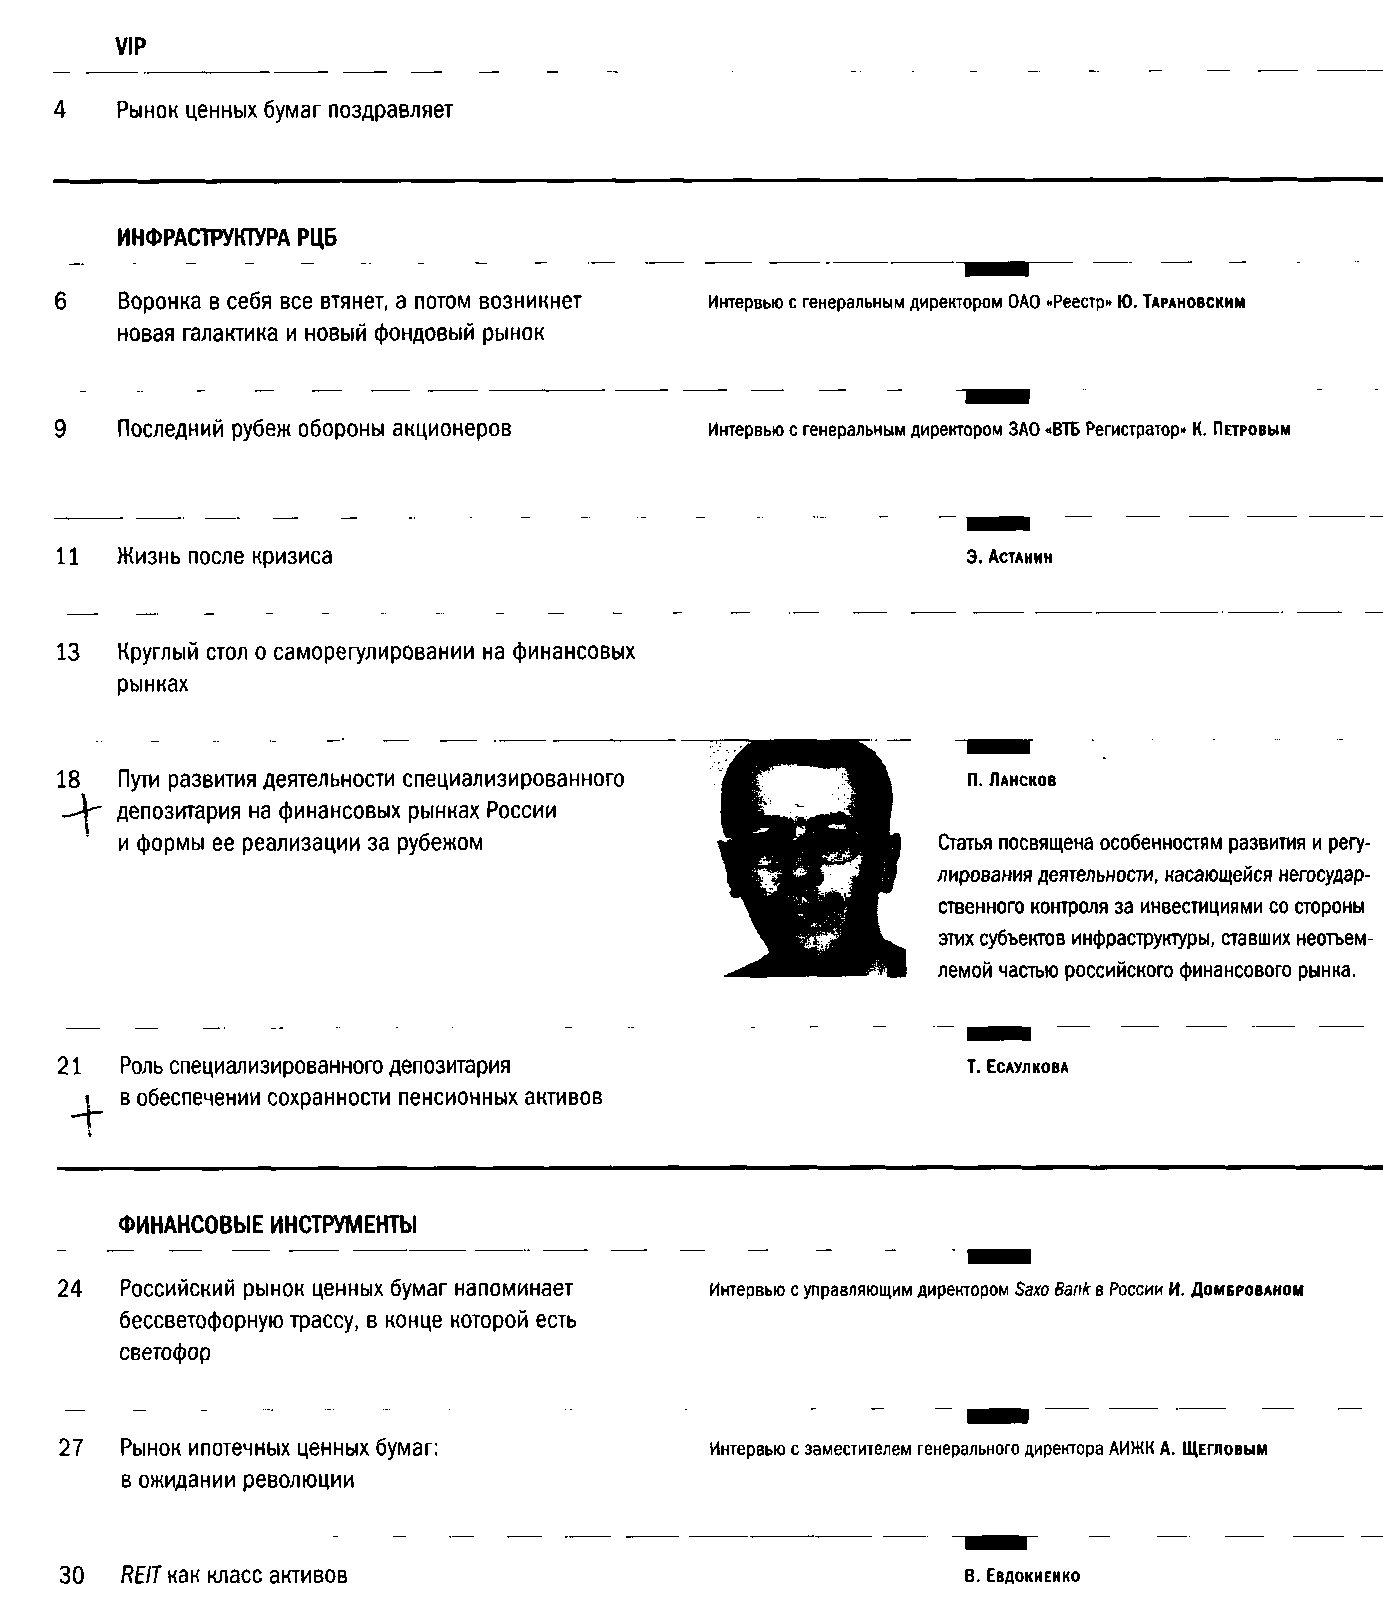 VIP
4 Рынок ценных бумаг поздравляет
ИНФРАСТРУКТУРА РЦБ
6 Воронка в себя все втянет, а потом возникнет Интервью с генеральным директором ОАО «Реестр» Ю. Тарановским
новая галактика и новый фондовый рынок
9 Последний рубеж обороны акционеров Интервью с генеральным директором ЗАО «ВТБ Регистратор» К. Петровым
11 Жизнь после кризиса Э. Астанин
13 Круглый стол о саморегулировании на финансовых
рынках
18 Пути развития деятельности специализированного П. Лансков
депозитария на финансовых рынках России
и формы ее реализации за рубежом
Статья посвящена особенностям развития и регу-
лирования деятельности, касающейся негосудар-
ственного контроля за инвестициями со стороны
этих субъектов инфраструктуры, ставших неотъем-
лемой частью российского финансового рынка.
21 Роль специализированного депозитария Т. Есаулкова
в обеспечении сохранности пенсионных активов
ФИНАНСОВЫЕ ИНСТРУМЕНТЫ
24 Российский рынок ценных бумаг напоминает Интервью с управляющим директором Saxo Bank в России И. Домброваном
бессветофорную трассу, в конце которой есть
светофор
27 Рынок ипотечных ценных бумаг: Интервью с заместителем генерального директора АИЖК А. Щегловым
в ожидании революции
30 REIT как класс активов В. Евдокиенко